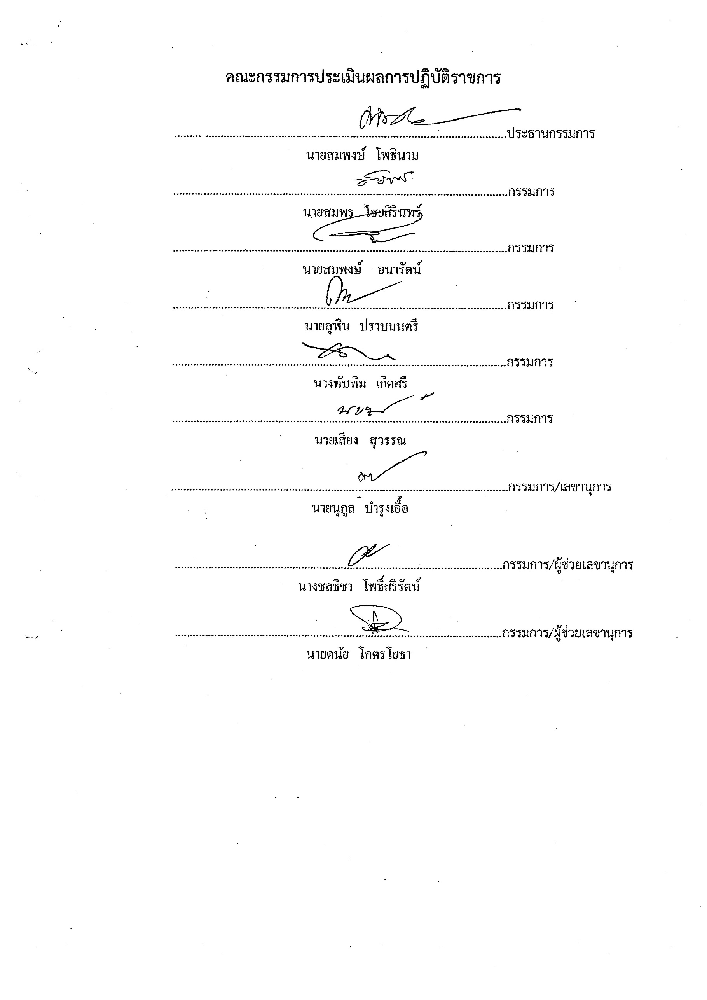 คณะกรรมการประเมินผลการปฏิบัติราชการ
......... ....................................................................................................ประธานกรรมการ
นายสมพงษ์ โพธินาม
..............................................................................................................กรรมการ
นายสมพร ไชยศิรินทร์
..............................................................................................................กรรมการ
นายสมพงษ์ อนารัตน์
..............................................................................................................กรรมการ
นายสุพิน ปราบมนตรี
..............................................................................................................กรรมการ
นางทับทิม เกิดศรี
..............................................................................................................กรรมการ
นายเสียง สุวรรณ
..............................................................................................................กรรมการ/เลขานุการ
นายนุกูล บำรุงเอื้อ
..............................................................................................................กรรมการ/ผู้ช่วยเลขานุการ
นางชลธิชา โพธิ์ศรีรัตน์
..............................................................................................................กรรมการ/ผู้ช่วยเลขานุการ
นายดนัย โคตรโยธา